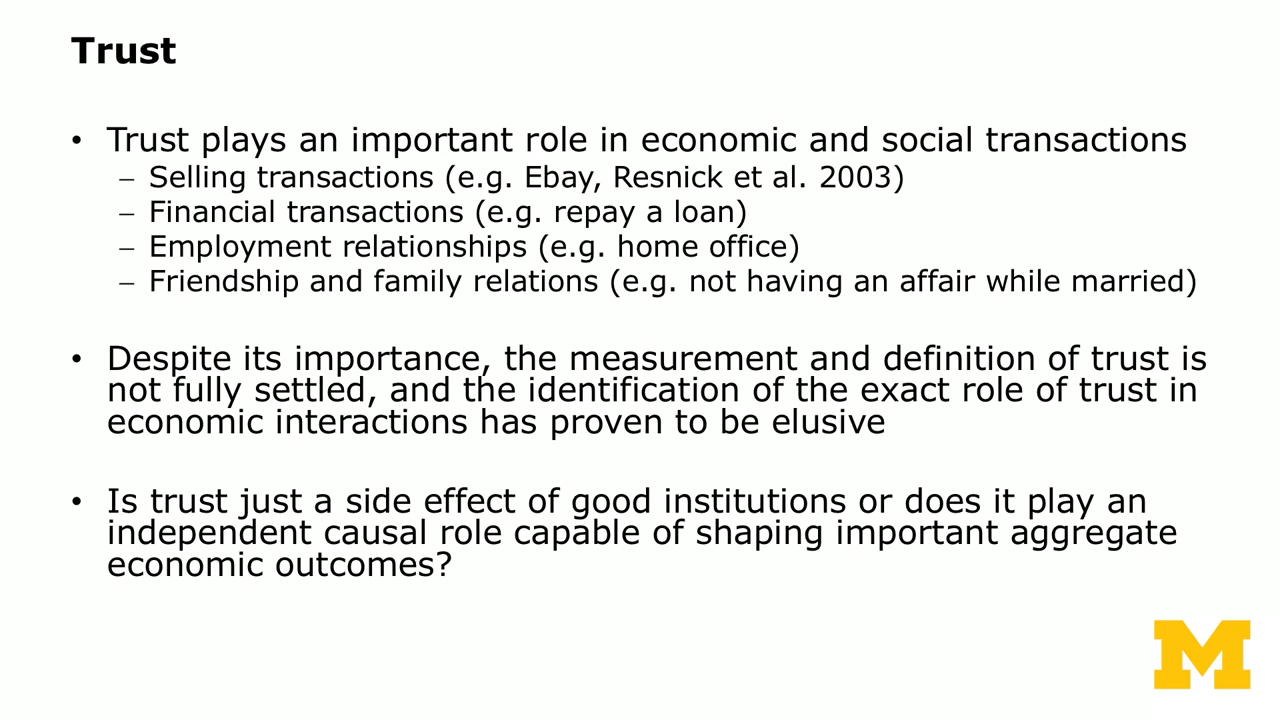 Trust
• Trust plays an important role in economic and social transactions
– Selling transactions (e.g. Ebay, Resnick et al. 2003)
– Financial transactions (e.g. repay a loan)
– Employment relationships (e.g. home office)
– Friendship and family relations (e.g. not having an affair while married)
• Despite its importance, the measurement and definition of trust is
not fully settled, and the identification of the exact role of trust in
economic interactions has proven to be elusive
• Is trust just a side effect of good institutions or does it play an
independent causal role capable of shaping important aggregate
economic outcomes?
M